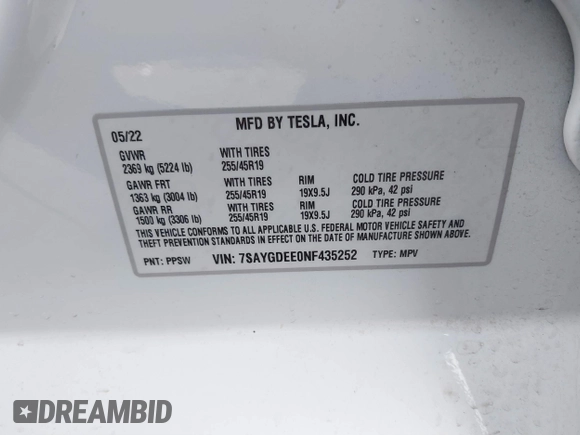 MFD BY TESLA, INC.
05/22
GVWR WITH TIRES
2369 kg (5224 lb) 255/45R19
GAWR FRT WITH TIRES RIM COLD TIRE PRESSURE
1363 kg (3004 lb) 255/45R19 19X9.5J 290 kPa, 42 psi
GAWR RR WITH TIRES RIM COLD TIRE PRESSURE
1500 kg (3306 lb) 255/45R19 19X9.5J 290 kPa, 42 psi
THIS VEHICLE CONFORMS TO ALL APPLICABLE U.S. FEDERAL MOTOR VEHICLE SAFETY AND
THEFT PREVENTION STANDARDS IN EFFECT ON THE DATE OF MANUFACTURE SHOWN ABOVE.
PNT: PPSW VIN: 7SAYGDEE0NF435252 TYPE: MPV
DREAMBID